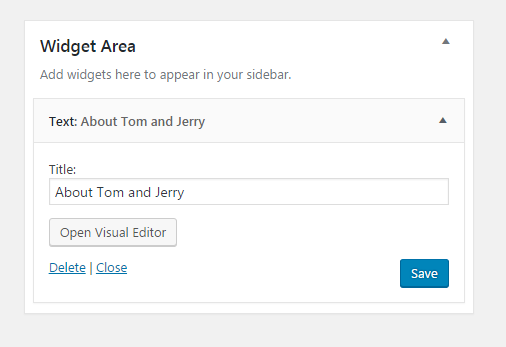 Widget Area
Add widgets here to appear in your sidebar.
Text: About Tom and Jerry
Title:
About Tom and Jerry
Open Visual Editor
Delete | Close
Save